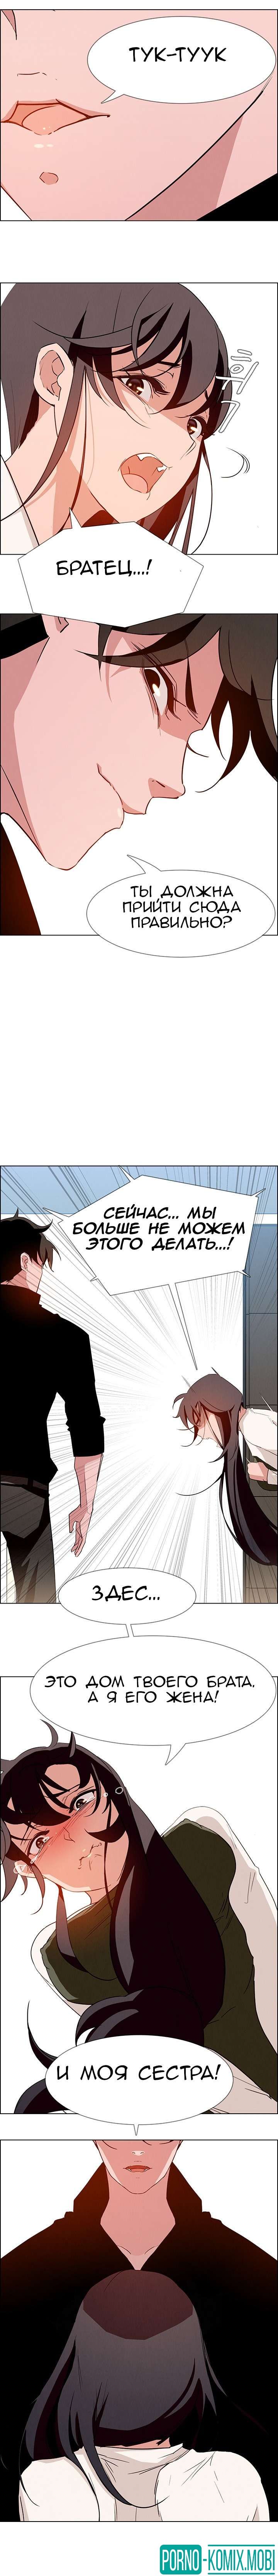 ТУК-ТУУК
흐
ᄀ
БРАТЕЦ...!
ТЫ ДОЛЖНА
ПРИЙТИ СЮДА
ПРАВИЛЬНО?
СЕЙЧАС... МЫ
БОЛЬШЕ НЕ МОЖЕМ
ЭТОГО ДЕЛАТЬ...!
ЗДЕС...
ЭТО ДОМ ТВОЕГО БРАТА.
А Я ЕГО ЖЕНА!
И МОЯ СЕСТРА!
PORNO-KOMIX.MOBI